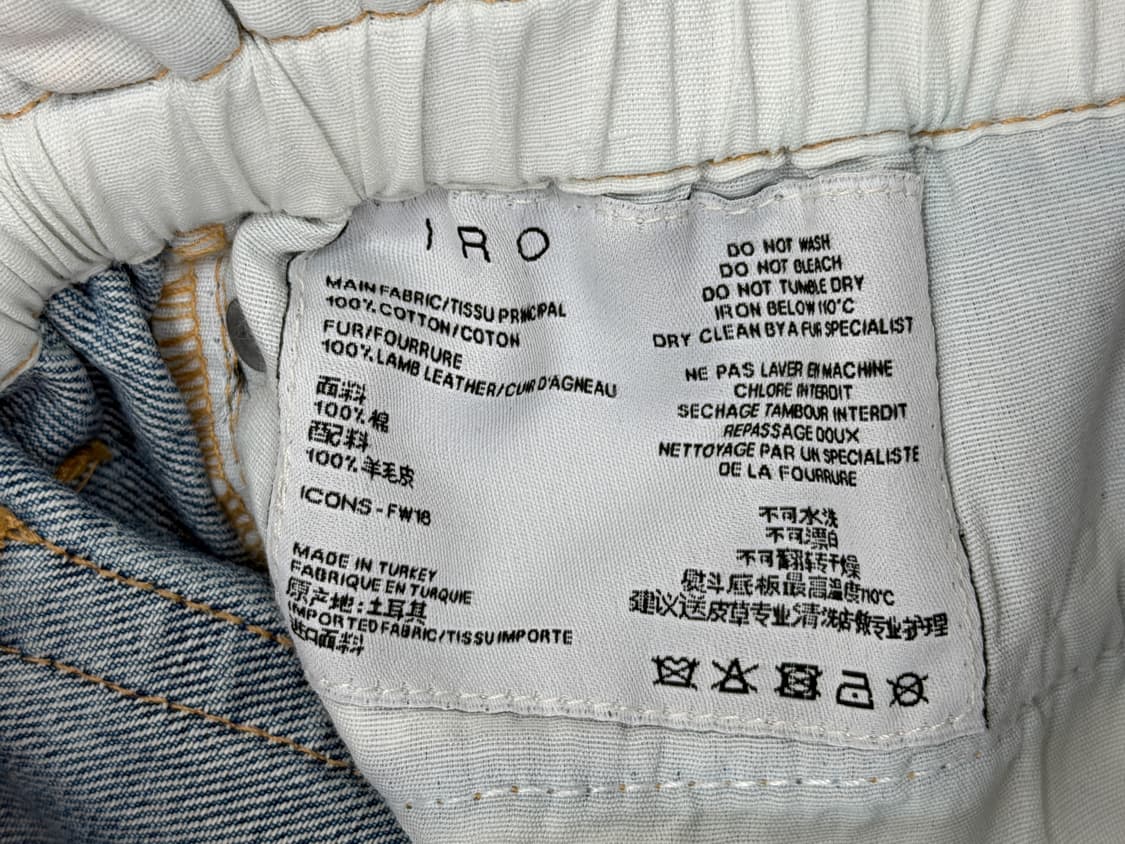 IRO
MAIN FABRIC/TISSU PRINCIPAL
100% COTTON/COTON
FUR/FOURRURE
100% LAMB LEATHER/CUIR D'AGNEAU
面料
100% 棉
配料
100% 羊毛皮
ICONS - FW18
MADE IN TURKEY
FABRIQUE EN TURQUIE
原产地:土耳其
IMPORTED FABRIC/TISSU IMPORTE
进口面料
DO NOT WASH
DO NOT BLEACH
DO NOT TUMBLE DRY
IRON BELOW 110°C
DRY CLEAN BY A FUR SPECIALIST
NE PAS LAVER EN MACHINE
CHLORE INTERDIT
SECHAGE TAMBOUR INTERDIT
REPASSAGE DOUX
NETTOYAGE PAR UN SPECIALISTE
DE LA FOURRURE
不可水洗
不可漂白
不可翻转干燥
熨斗底板最高温度110°C
建议送皮草专业清洗店做专业护理